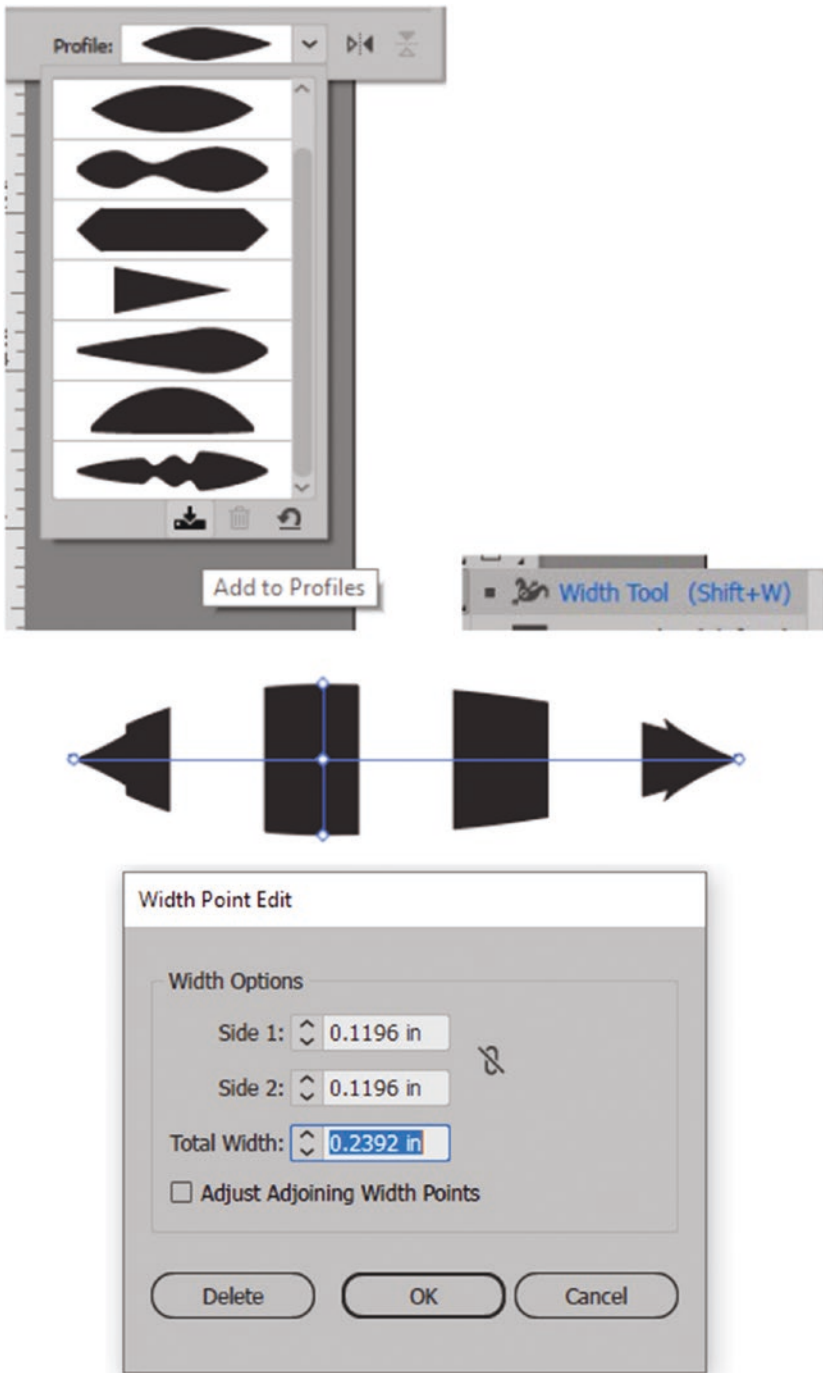 Profile:
Add to Profiles
Width Tool (Shift+W)
Width Point Edit
Width Options
Side 1: 0.1196 in
Side 2: 0.1196 in
Total Width: 0.2392 in
Adjust Adjoining Width Points
Delete OK Cancel